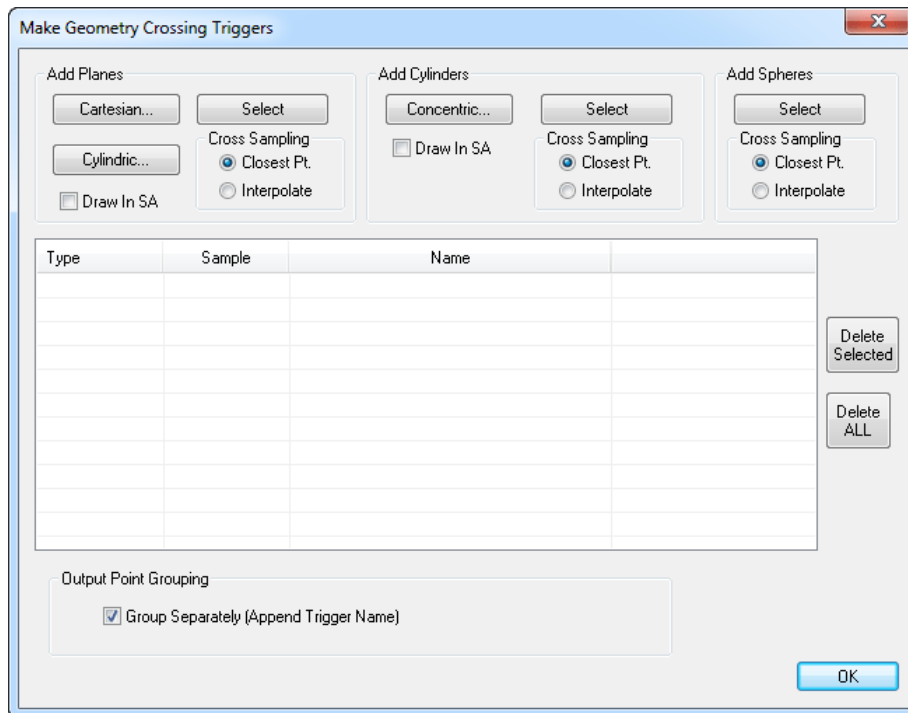 Make Geometry Crossing Triggers
Add Planes
Cartesian...
Select
Cylindric...
Cross Sampling
Closest Pt.
Interpolate
Draw In SA
Add Cylinders
Concentric...
Select
Draw In SA
Cross Sampling
Closest Pt.
Interpolate
Add Spheres
Select
Cross Sampling
Closest Pt.
Interpolate
Type Sample Name
Delete
Selected
Delete
ALL
Output Point Grouping
Group Separately (Append Trigger Name)
OK